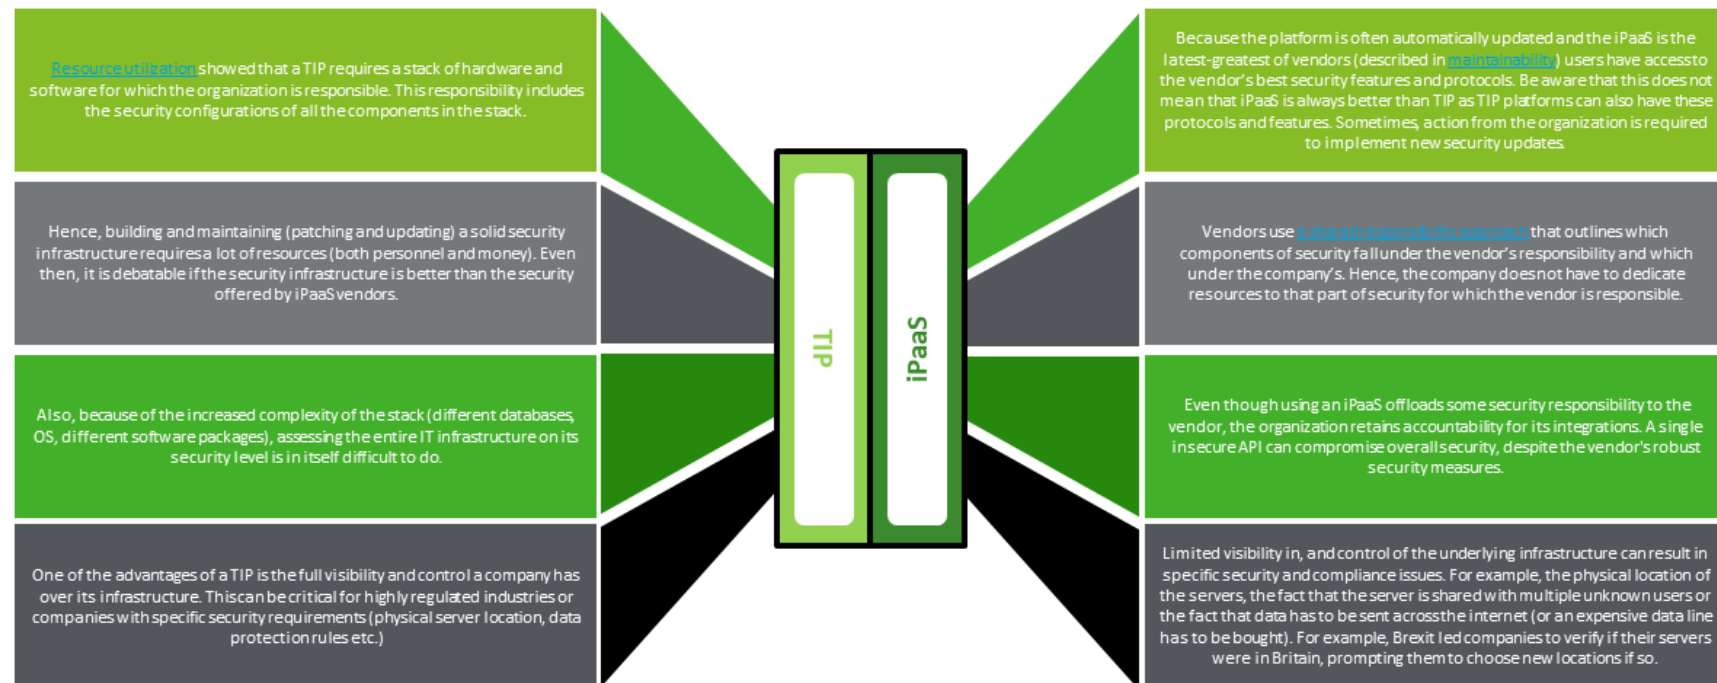 Resource utilization showed that a TIP requires a stack of hardware and
software for which the organization is responsible. This responsibility includes
the security configurations of all the components in the stack.
Hence, building and maintaining (patching and updating) a solid security
infrastructure requires a lot of resources (both personnel and money). Even
then, it is debatable if the security infrastructure is better than the security
offered by iPaaS vendors.
Also, because of the increased complexity of the stack (different databases,
OS, different software packages), assessing the entire IT infrastructure on its
security level is in itself difficult to do.
One of the advantages of a TIP is the full visibility and control a company has
over its infrastructure. This can be critical for highly regulated industries or
companies with specific security requirements (physical server location, data
protection rules etc.)
TIP
iPaaS
Because the platform is often automatically updated and the iPaaS is the
latest-greatest of vendors (described in maintainability) users have access to
the vendor's best security features and protocols. Be aware that this does not
mean that iPaaS is always better than TIP as TIP platforms can also have these
protocols and features. Sometimes, action from the organization is required
to implement new security updates.
Vendors use a shared responsibility approach that outlines which
components of security fall under the vendor's responsibility and which
under the company's. Hence, the company does not have to dedicate
resources to that part of security for which the vendor is responsible.
Even though using an iPaaS offloads some security responsibility to the
vendor, the organization retains accountability for its integrations. A single
insecure API can compromise overall security, despite the vendor's robust
security measures.
Limited visibility in, and control of the underlying infrastructure can result in
specific security and compliance issues. For example, the physical location of
the servers, the fact that the server is shared with multiple unknown users or
the fact that data has to be sent across the internet (or an expensive data line
has to be bought). For example, Brexit led companies to verify if their servers
were in Britain, prompting them to choose new locations if so.